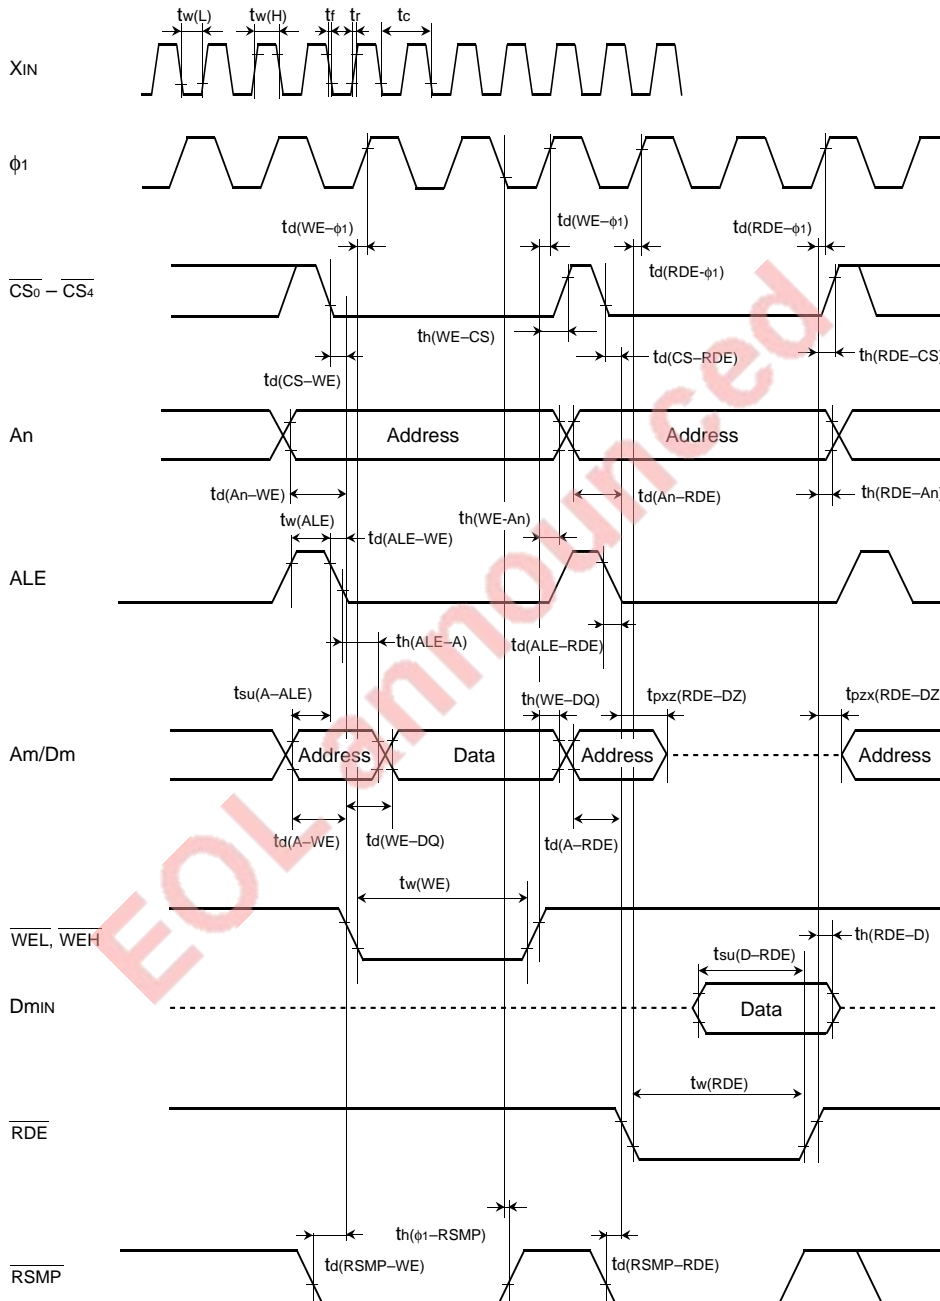 tw(L) tw(H) tf tr tc
XIN
ϕ1
td(WE–ϕ1) td(WE–ϕ1) td(RDE–ϕ1)
td(RDE-ϕ1)
CS0 – CS4
th(WE–CS)
td(CS–RDE) th(RDE–CS)
td(CS–WE)
An Address Address
td(An–WE) td(An–RDE) th(RDE–An)
tw(ALE) th(WE-An)
td(ALE–WE)
ALE
th(ALE–A) td(ALE–RDE)
tsu(A–ALE) th(WE–DQ) tpxz(RDE–DZ) tpzx(RDE–DZ
Am/Dm Address Data Address Address
td(A–WE) td(WE–DQ) td(A–RDE)
tw(WE)
WEL, WEH
th(RDE–D)
tsu(D–RDE)
DmIN Data
tw(RDE)
RDE
th(ϕ1–RSMP)
td(RSMP–WE) td(RSMP–RDE)
RSMP
EOL announced